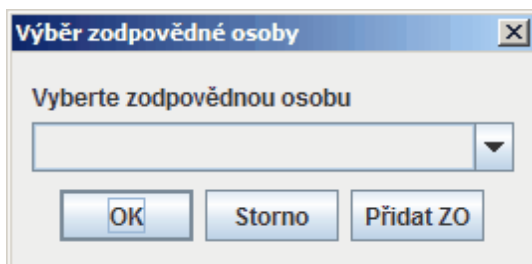 Výběr zodpovědné osoby
Vyberte zodpovědnou osobu
OK Storno Přidat ZO